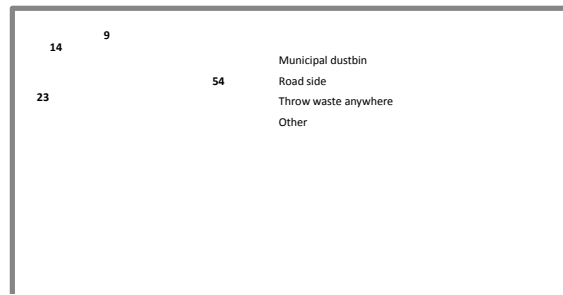 9
14
Municipal dustbin
54 Road side
23
Throw waste anywhere
Other